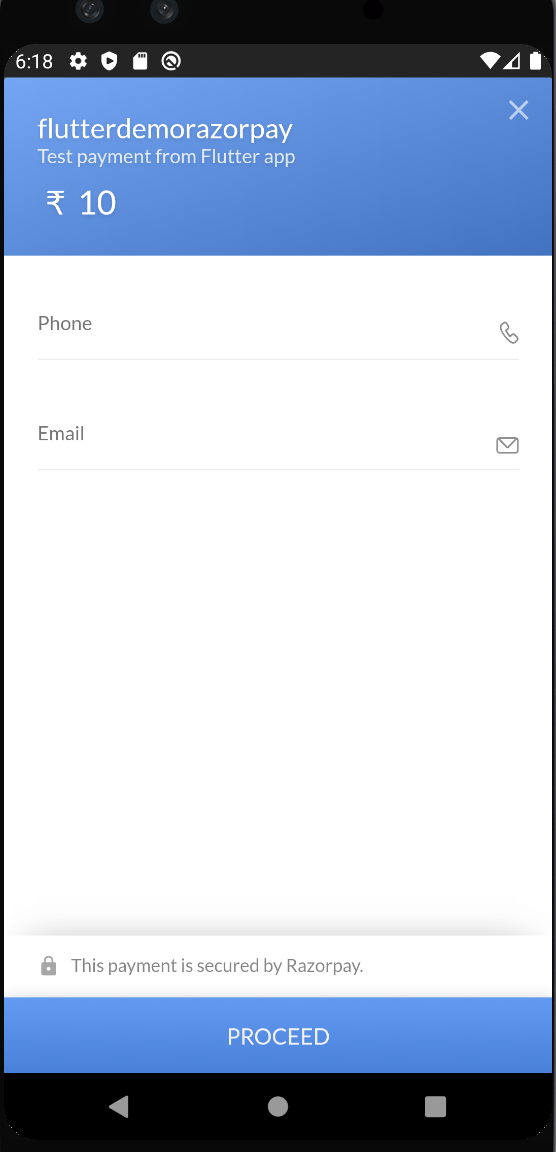 6:18
flutterdemorazorpay
Test payment from Flutter app
₹ 10
Phone
Email
This payment is secured by Razorpay.
PROCEED